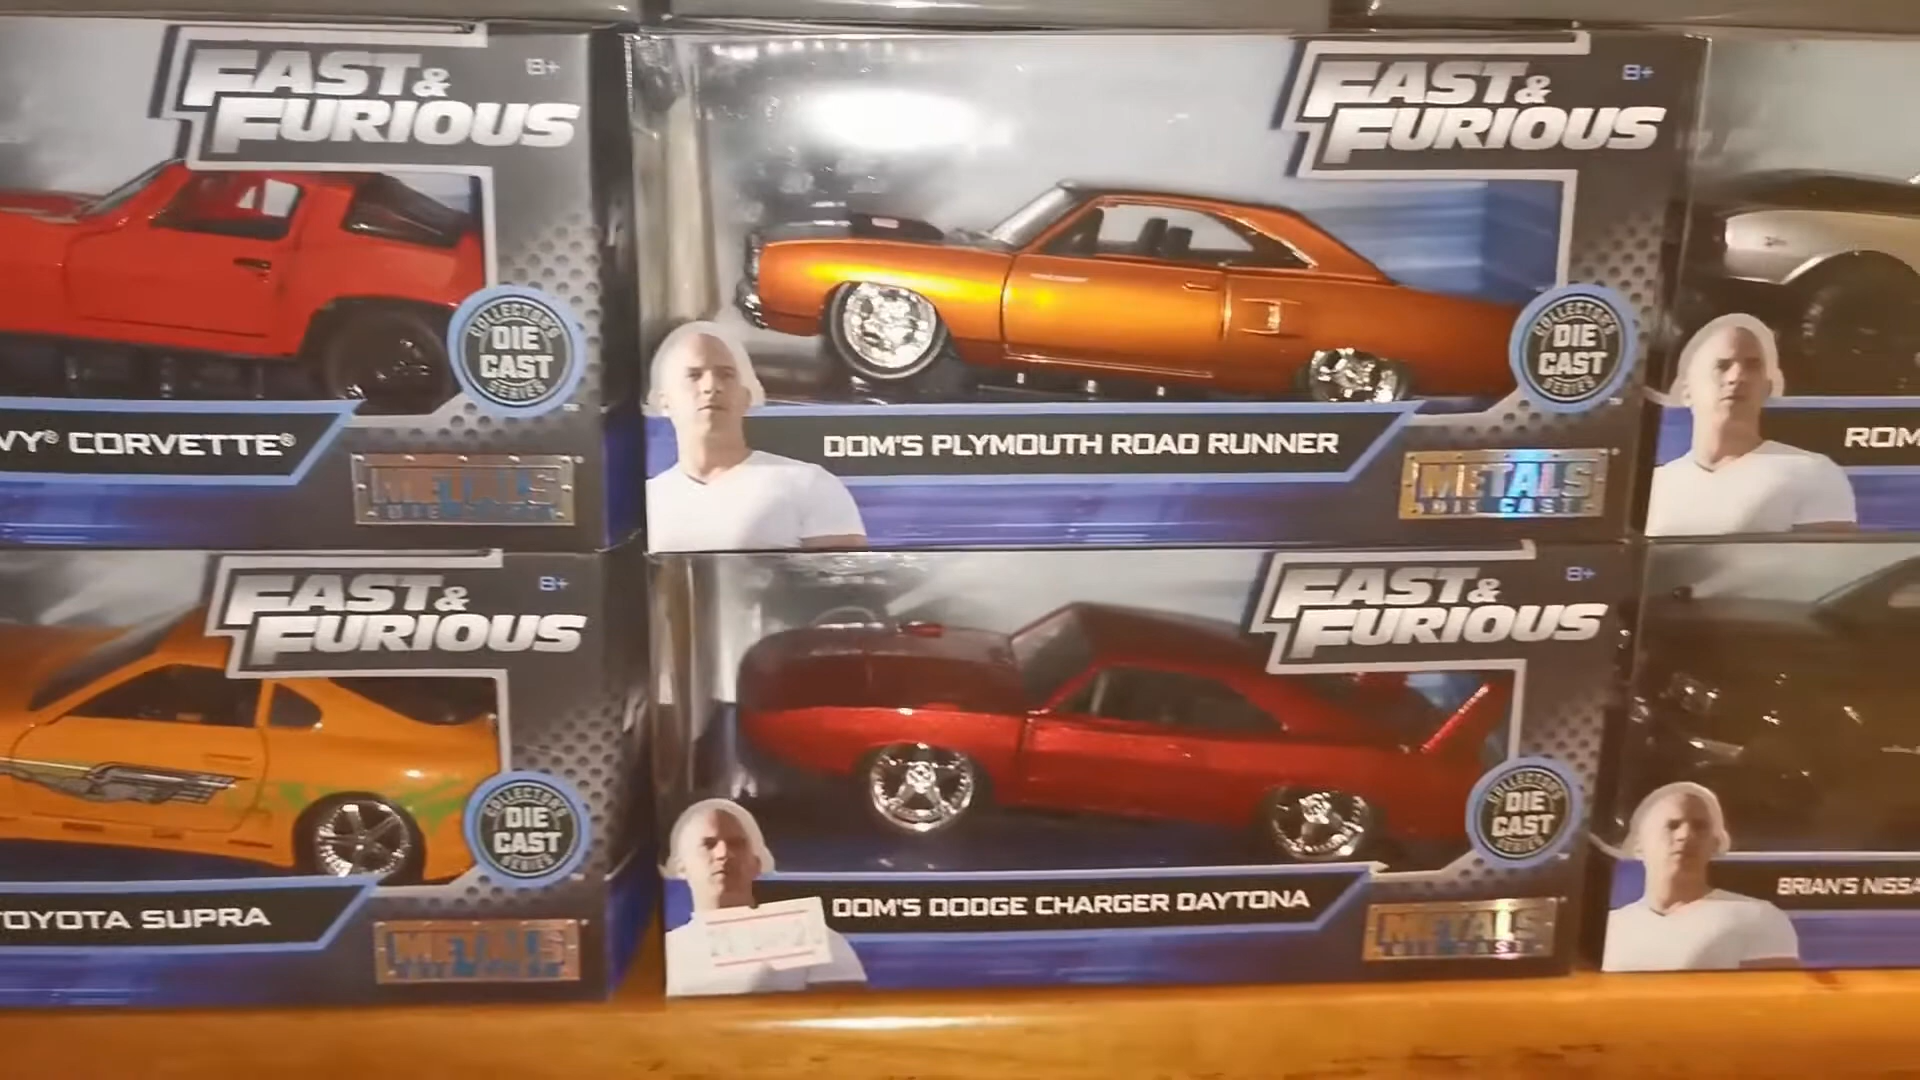 FAST &
FURIOUS
8+
COLLECTOR'S
DIE
CAST
SERIES
VY® CORVETTE®
METALS
FAST &
FURIOUS
8+
COLLECTOR'S
DIE
CAST
SERIES
DOM'S PLYMOUTH ROAD RUNNER
METALS
DIE CAST
ROM
FAST &
FURIOUS
8+
COLLECTOR'S
DIE
CAST
SERIES
TOYOTA SUPRA
METALS
FAST &
FURIOUS
8+
COLLECTOR'S
DIE
CAST
SERIES
DOM'S DODGE CHARGER DAYTONA
METALS
BRIAN'S NISSA